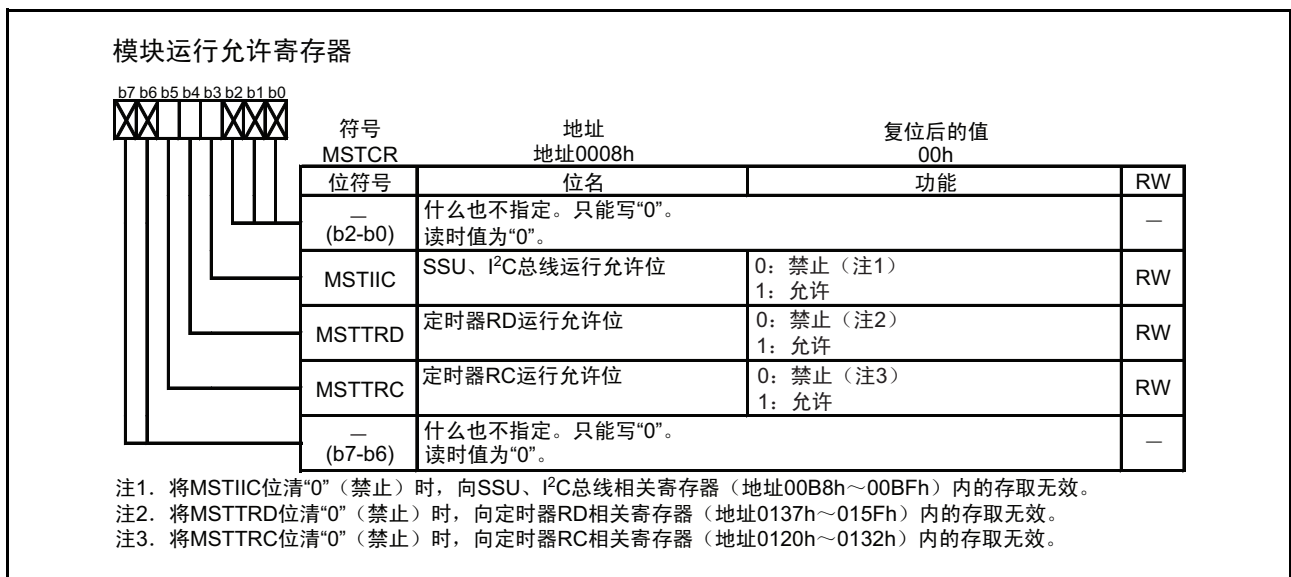 模块运行允许寄存器
b7 b6 b5 b4 b3 b2 b1 b0
符号 地址 复位后的值
MSTCR 地址0008h 00h
位符号 位名 功能 RW
— (b2-b0) 什么也不指定。只能写“0”。 —
读时值为“0”。
MSTIIC SSU、I²C总线运行允许位 0：禁止（注1） RW
1：允许
MSTTRD 定时器RD运行允许位 0：禁止（注2） RW
1：允许
MSTTRC 定时器RC运行允许位 0：禁止（注3） RW
1：允许
— (b7-b6) 什么也不指定。只能写“0”。 —
读时值为“0”。
注1. 将MSTIIC位清“0”（禁止）时，向SSU、I²C总线相关寄存器（地址00B8h～00BFh）内的存取无效。
注2. 将MSTTRD位清“0”（禁止）时，向定时器RD相关寄存器（地址0137h～015Fh）内的存取无效。
注3. 将MSTTRC位清“0”（禁止）时，向定时器RC相关寄存器（地址0120h～0132h）内的存取无效。